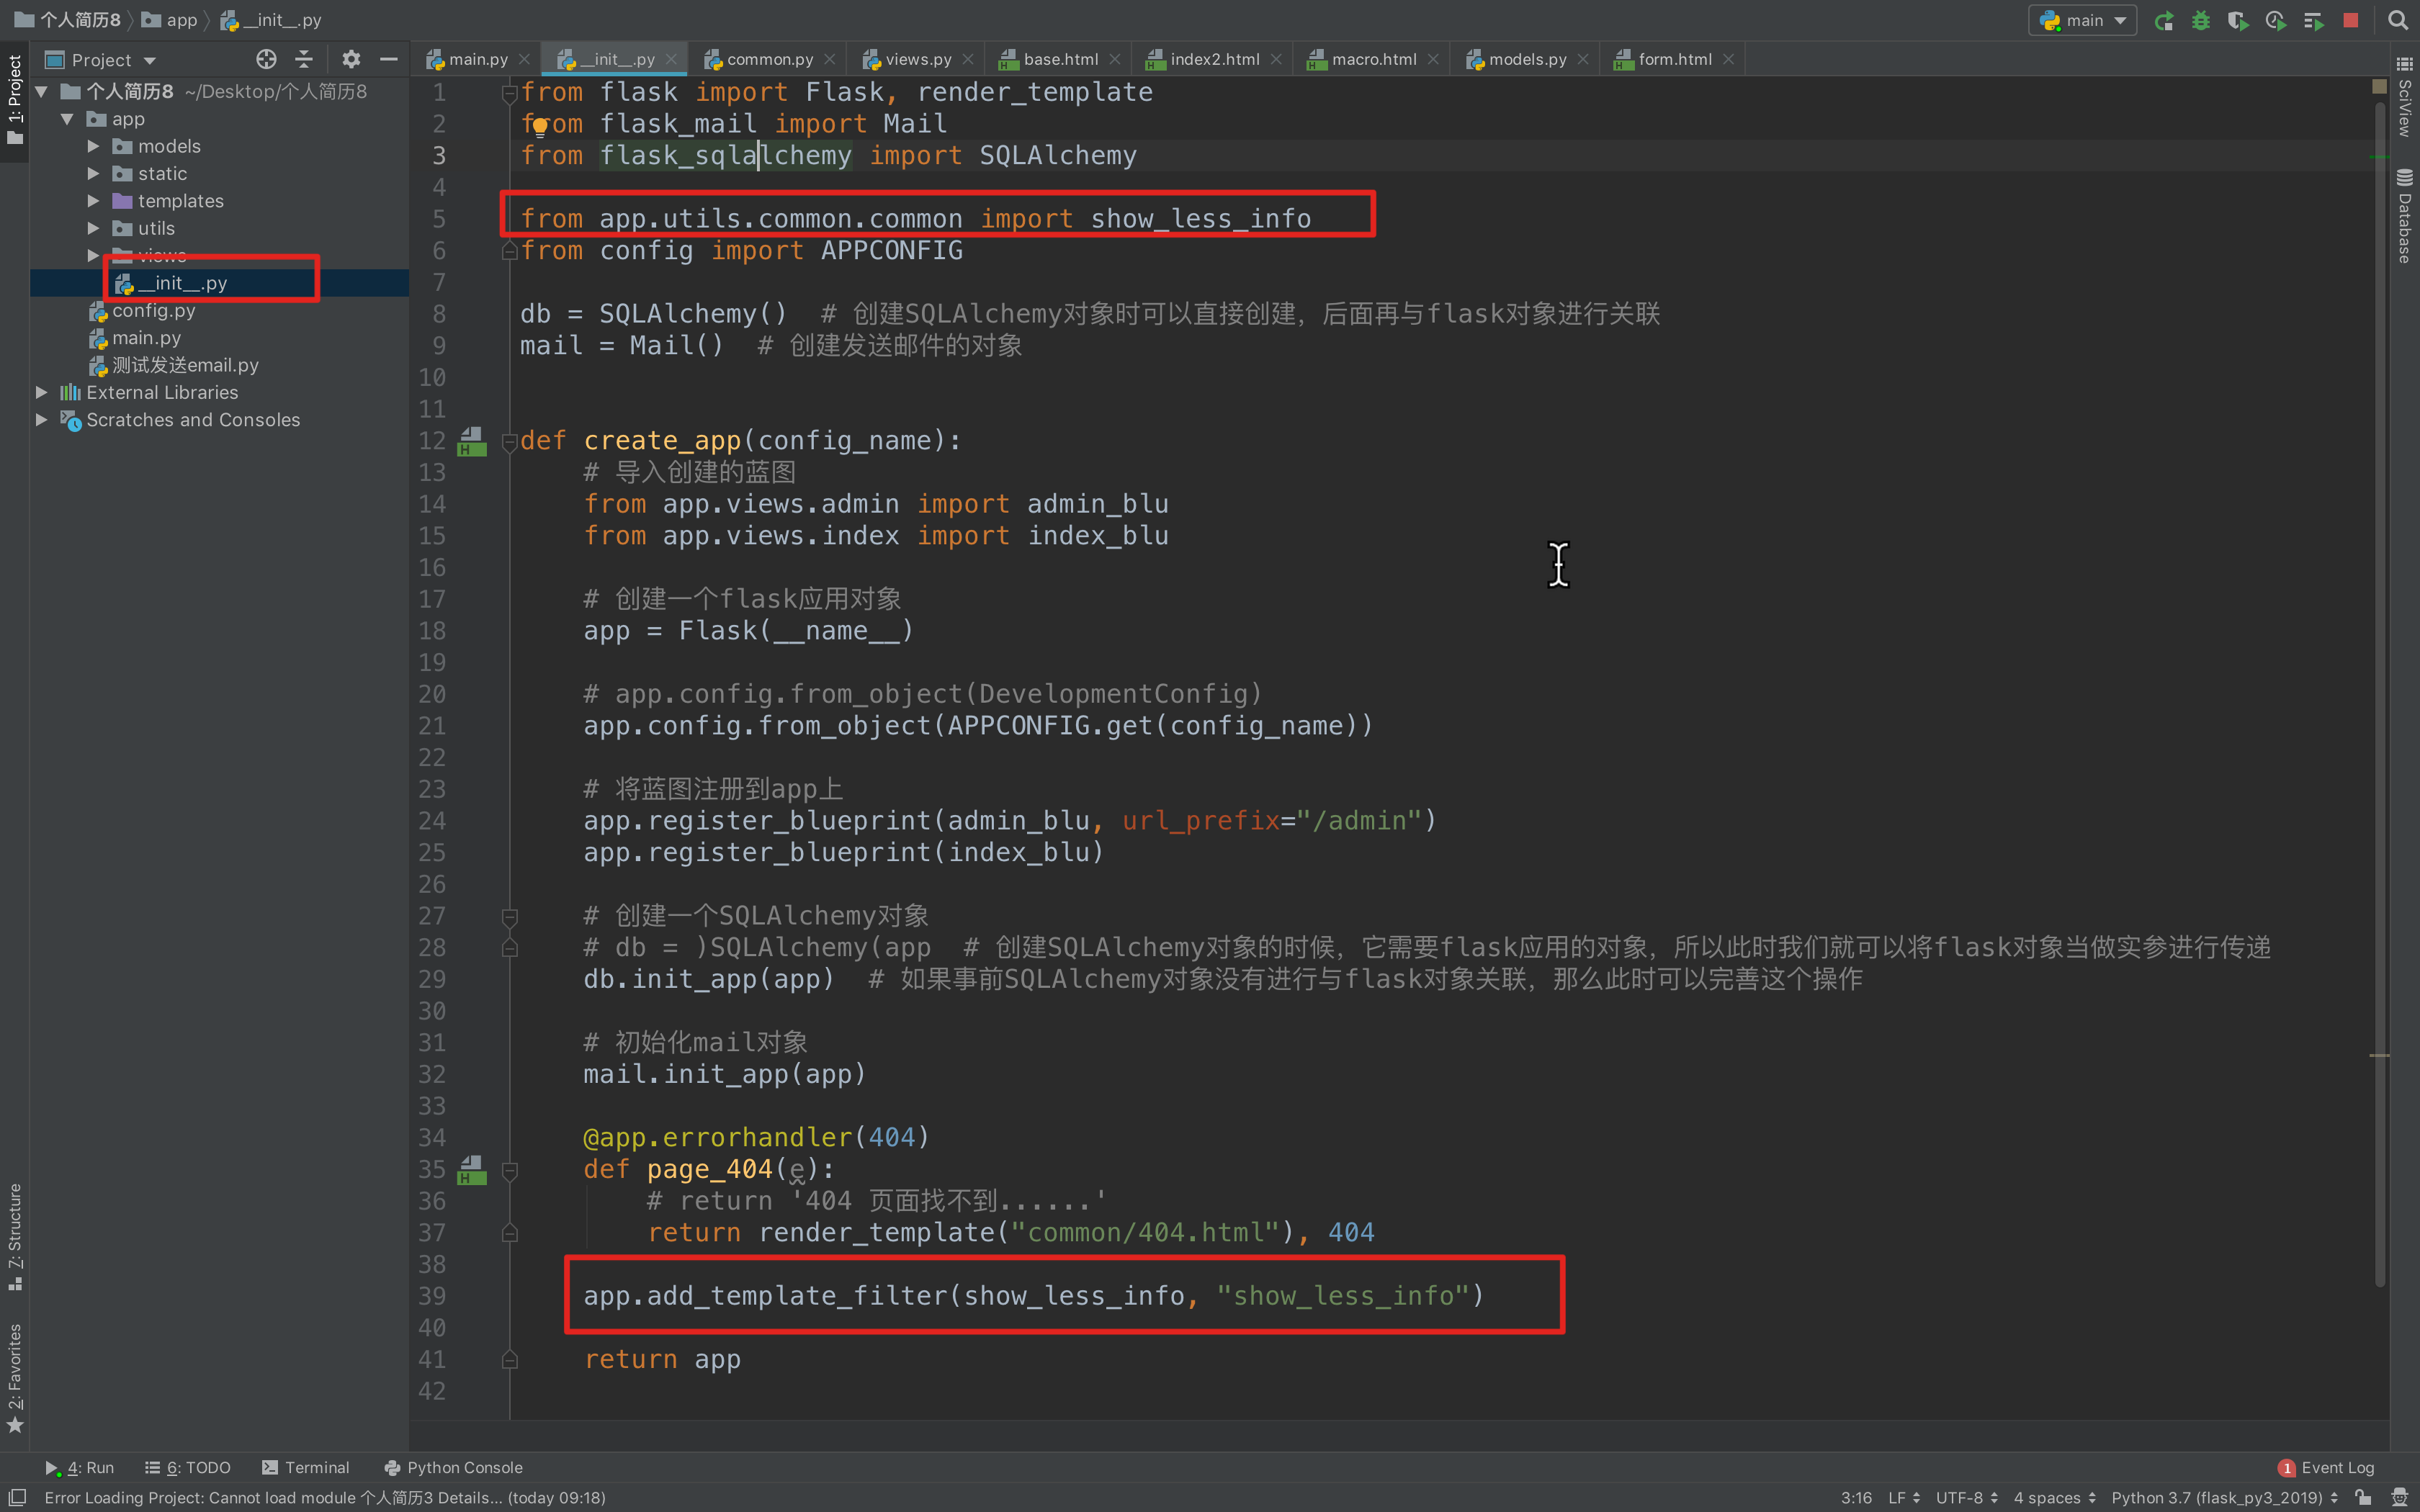 个人简历8 app __init__.py main
Project
main.py __init__.py common.py views.py base.html index2.html macro.html models.py form.html
1: Project
个人简历8 ~/Desktop/个人简历8
app
models
static
templates
utils
views
__init__.py
config.py
main.py
测试发送email.py
External Libraries
Scratches and Consoles
7: Structure
2: Favorites
1 from flask import Flask, render_template
2 from flask_mail import Mail
3 from flask_sqlalchemy import SQLAlchemy
4
5 from app.utils.common.common import show_less_info
6 from config import APPCONFIG
7
8 db = SQLAlchemy()  # 创建SQLAlchemy对象时可以直接创建，后面再与flask对象进行关联
9 mail = Mail()  # 创建发送邮件的对象
10
11
12 def create_app(config_name):
13     # 导入创建的蓝图
14     from app.views.admin import admin_blu
15     from app.views.index import index_blu
16
17     # 创建一个flask应用对象
18     app = Flask(__name__)
19
20     # app.config.from_object(DevelopmentConfig)
21     app.config.from_object(APPCONFIG.get(config_name))
22
23     # 将蓝图注册到app上
24     app.register_blueprint(admin_blu, url_prefix="/admin")
25     app.register_blueprint(index_blu)
26
27     # 创建一个SQLAlchemy对象
28     # db = )SQLAlchemy(app  # 创建SQLAlchemy对象的时候，它需要flask应用的对象，所以此时我们就可以将flask对象当做实参进行传递
29     db.init_app(app)  # 如果事前SQLAlchemy对象没有进行与flask对象关联，那么此时可以完善这个操作
30
31     # 初始化mail对象
32     mail.init_app(app)
33
34     @app.errorhandler(404)
35     def page_404(e):
36         # return '404 页面找不到......'
37         return render_template("common/404.html"), 404
38
39     app.add_template_filter(show_less_info, "show_less_info")
40
41     return app
42
SciView
Database
4: Run 6: TODO Terminal Python Console 1 Event Log
Error Loading Project: Cannot load module 个人简历3 Details... (today 09:18) 3:16 LF UTF-8 4 spaces Python 3.7 (flask_py3_2019)